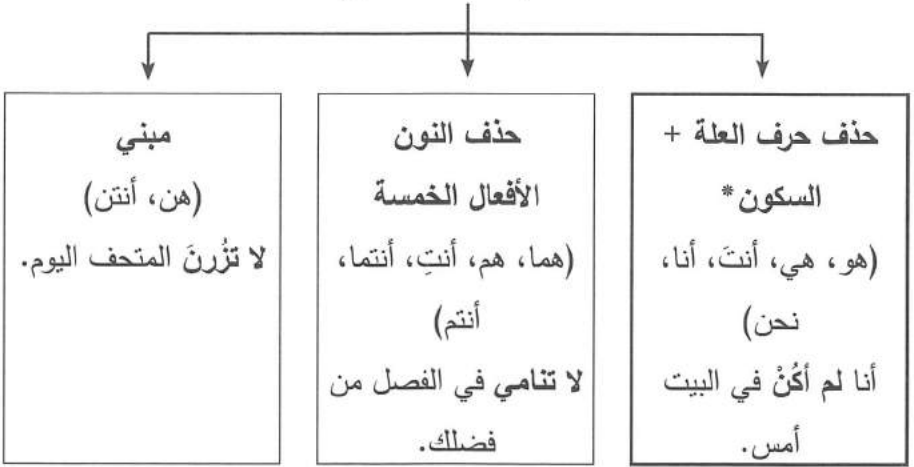 حذف حرف العلة +
السكون*
(هو، هي، أنتَ، أنا،
نحن)
أنا لم أكُنْ في البيت
أمس.
حذف النون
الأفعال الخمسة
(هما، هم، أنتِ، أنتما،
أنتم)
لا تنامي في الفصل من
فضلك.
مبني
(هن، أنتن)
لا تزُرنَ المتحف اليوم.